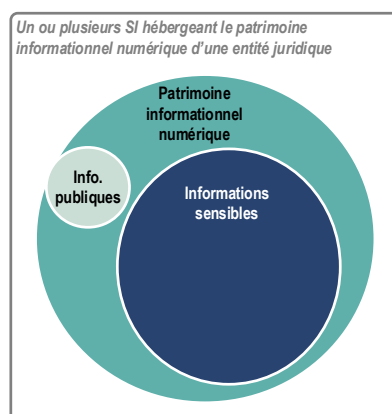 Un ou plusieurs SI hébergeant le patrimoine
informationnel numérique d'une entité juridique
Patrimoine
informationnel
numérique
Info.
publiques
Informations
sensibles